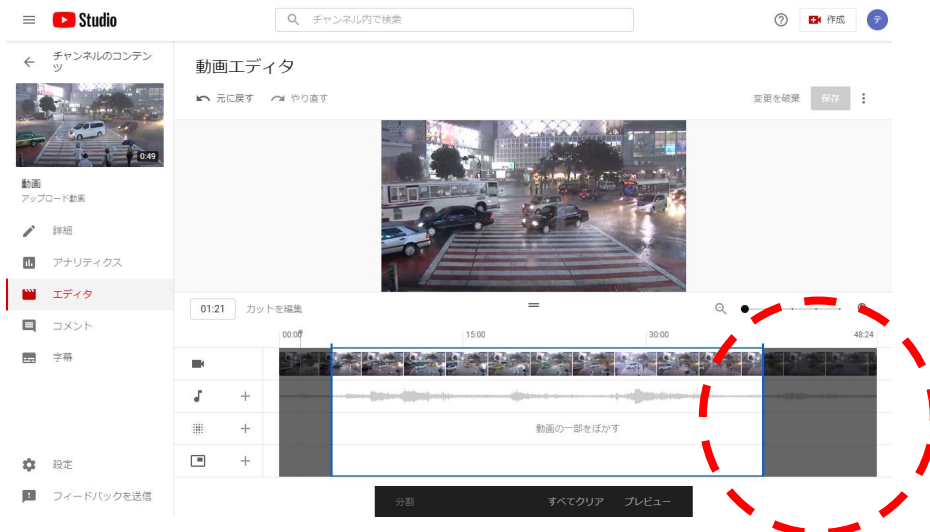 Studio
チャンネル内で検索
作成
テ
チャンネルのコンテン
ツ
0:49
動画
アップロード動画
詳細
アナリティクス
エディタ
コメント
字幕
設定
フィードバックを送信
動画エディタ
元に戻す
やり直す
変更を破棄
保存
01:21
カットを編集
00:00
15:00
30:00
48:24
動画の一部をぼかす
分割
すべてクリア
プレビュー